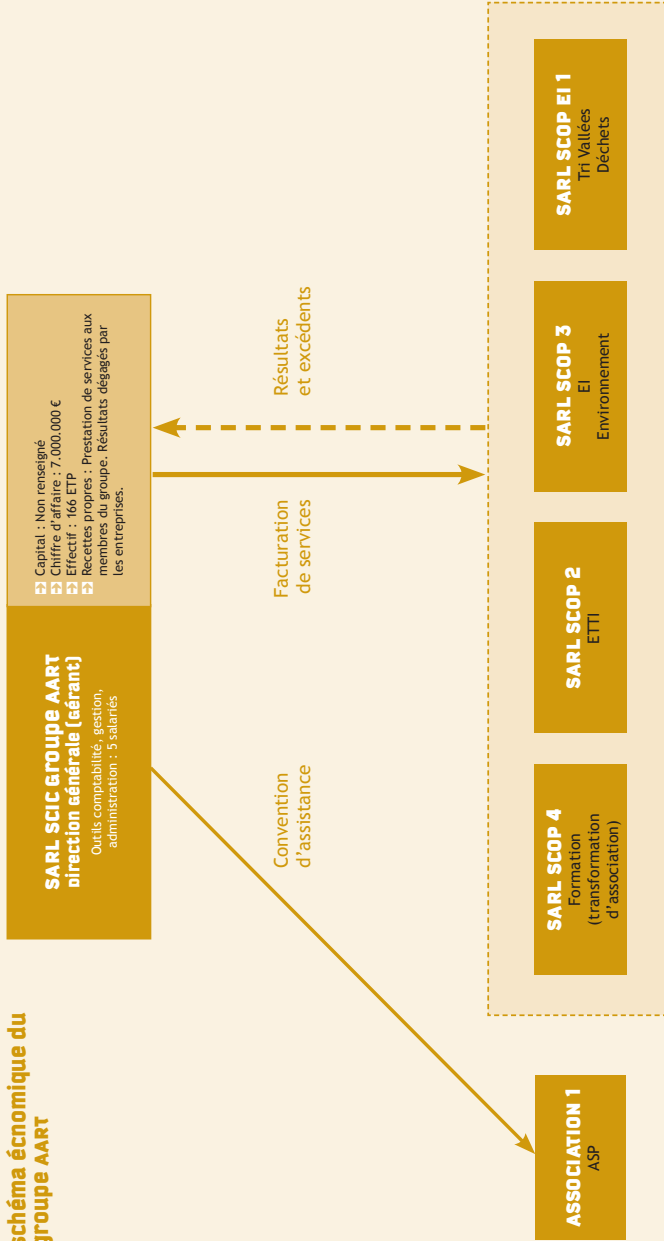 schéma écnomique du
groupe AART
SARL SCIC GROUPE AART
Direction générale (Gérant)
Outils comptabilité, gestion,
administration : 5 salariés
Capital : Non renseigné
Chiffre d'affaire : 7.000.000 €
Effectif : 166 ETP
Recettes propres : Prestation de services aux
membres du groupe. Résultats dégagés par
les entreprises.
Convention
d'assistance
Facturation
de services
Résultats
et excédents
ASSOCIATION 1
ASP
SARL SCOP 4
Formation
(transformation
d'association)
SARL SCOP 2
ETTI
SARL SCOP 3
EI
Environnement
SARL SCOP EI 1
Tri Vallées
Déchets